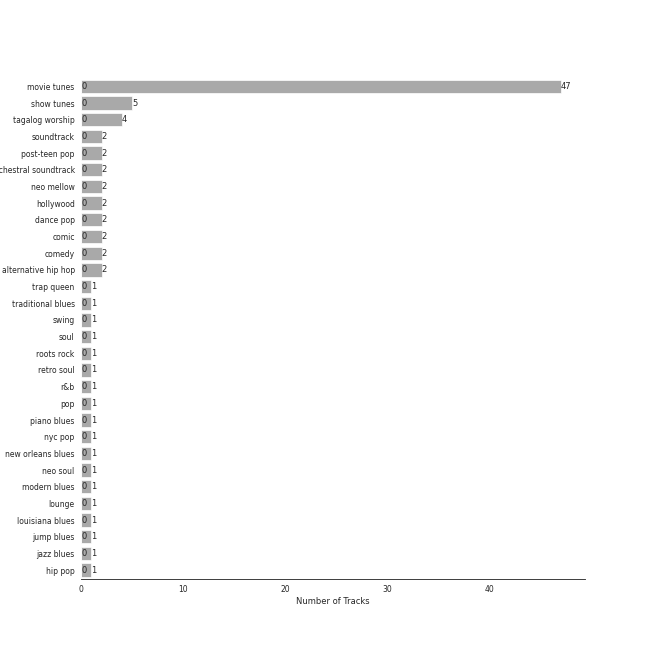 movie tunes 0 47
show tunes 0 5
tagalog worship 0 4
soundtrack 0 2
post-teen pop 0 2
chestral soundtrack 0 2
neo mellow 0 2
hollywood 0 2
dance pop 0 2
comic 0 2
comedy 0 2
alternative hip hop 0 2
trap queen 0 1
traditional blues 0 1
swing 0 1
soul 0 1
roots rock 0 1
retro soul 0 1
r&b 0 1
pop 0 1
piano blues 0 1
nyc pop 0 1
new orleans blues 0 1
neo soul 0 1
modern blues 0 1
lounge 0 1
louisiana blues 0 1
jump blues 0 1
jazz blues 0 1
hip pop 0 1
0 10 20 30 40
Number of Tracks